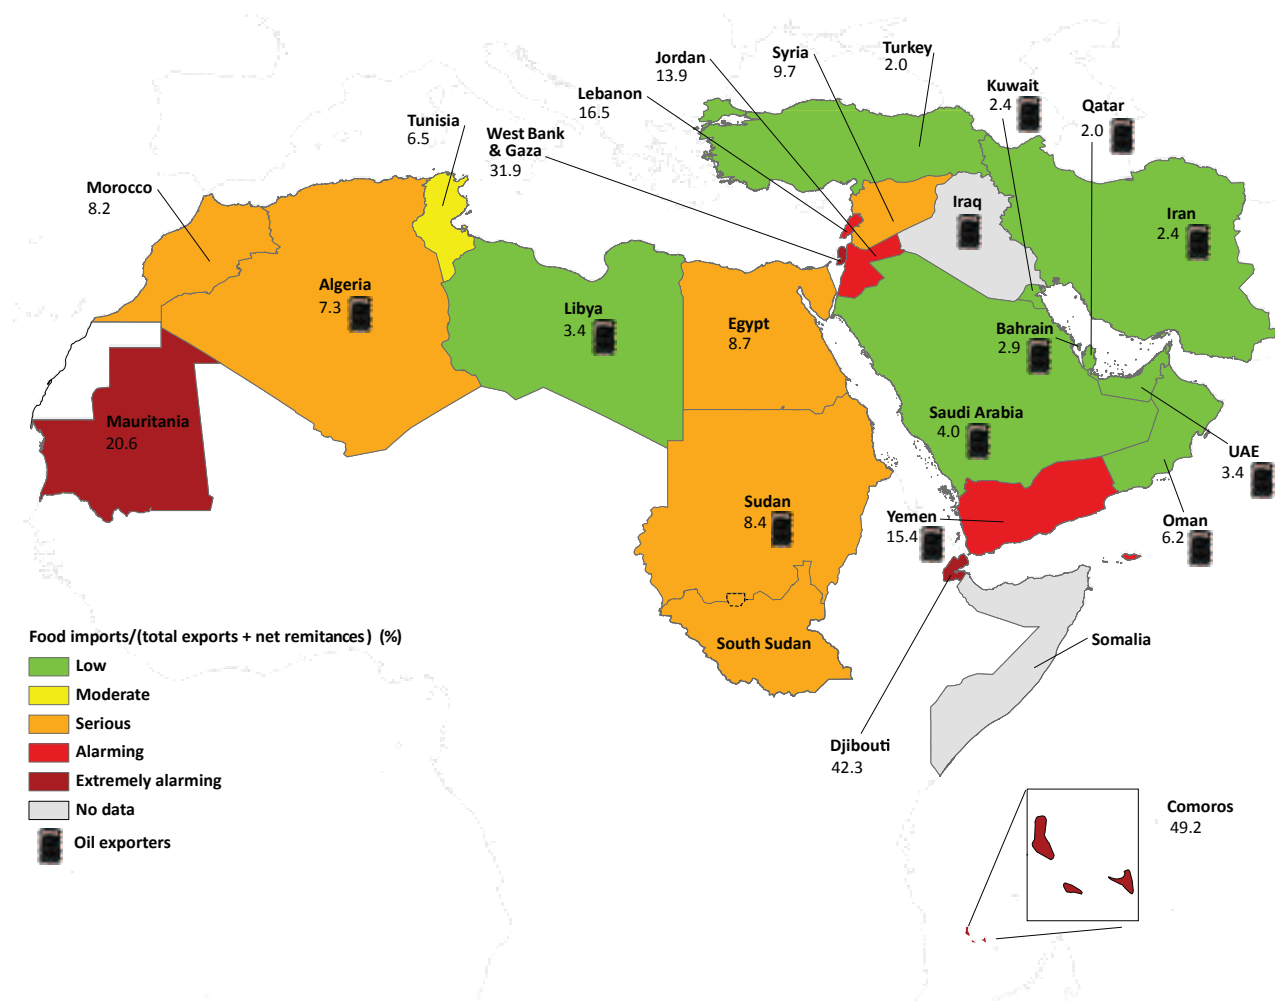 Turkey
2.0
Syria
9.7
Jordan
13.9
Lebanon
16.5
Kuwait
2.4
Qatar
2.0
Tunisia
6.5
West Bank
& Gaza
31.9
Morocco
8.2
Iraq
Iran
2.4
Algeria
7.3
Libya
3.4
Egypt
8.7
Bahrain
2.9
Mauritania
20.6
Saudi Arabia
4.0
UAE
3.4
Sudan
8.4
Yemen
15.4
Oman
6.2
South Sudan
Somalia
Djibouti
42.3
Comoros
49.2
Food imports/(total exports + net remitances) (%)
Low
Moderate
Serious
Alarming
Extremely alarming
No data
Oil exporters